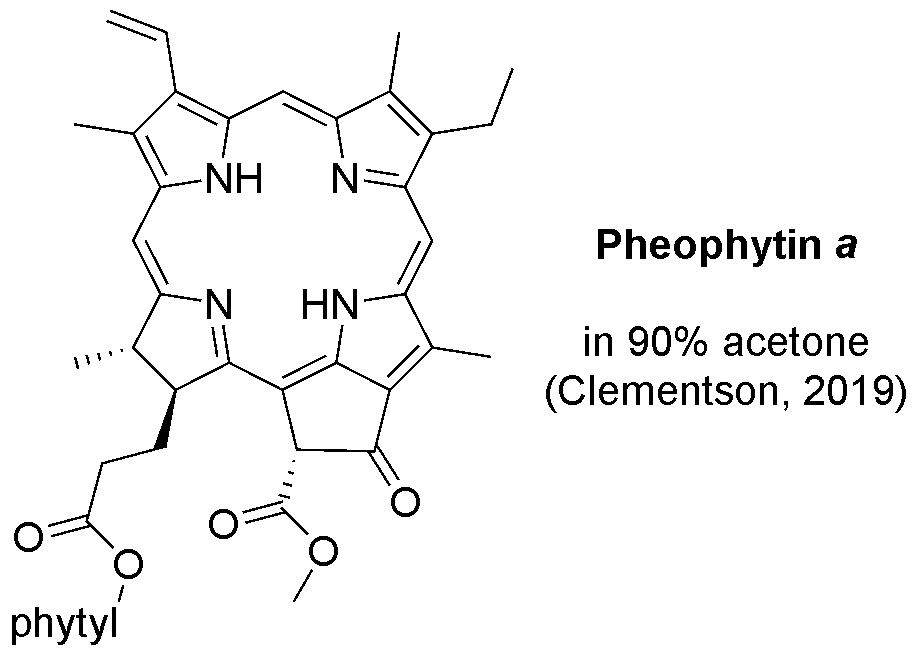 NH
N
Pheophytin a
N
HN
in 90% acetone
(Clementson, 2019)
O
O
O
O
O
phytyl